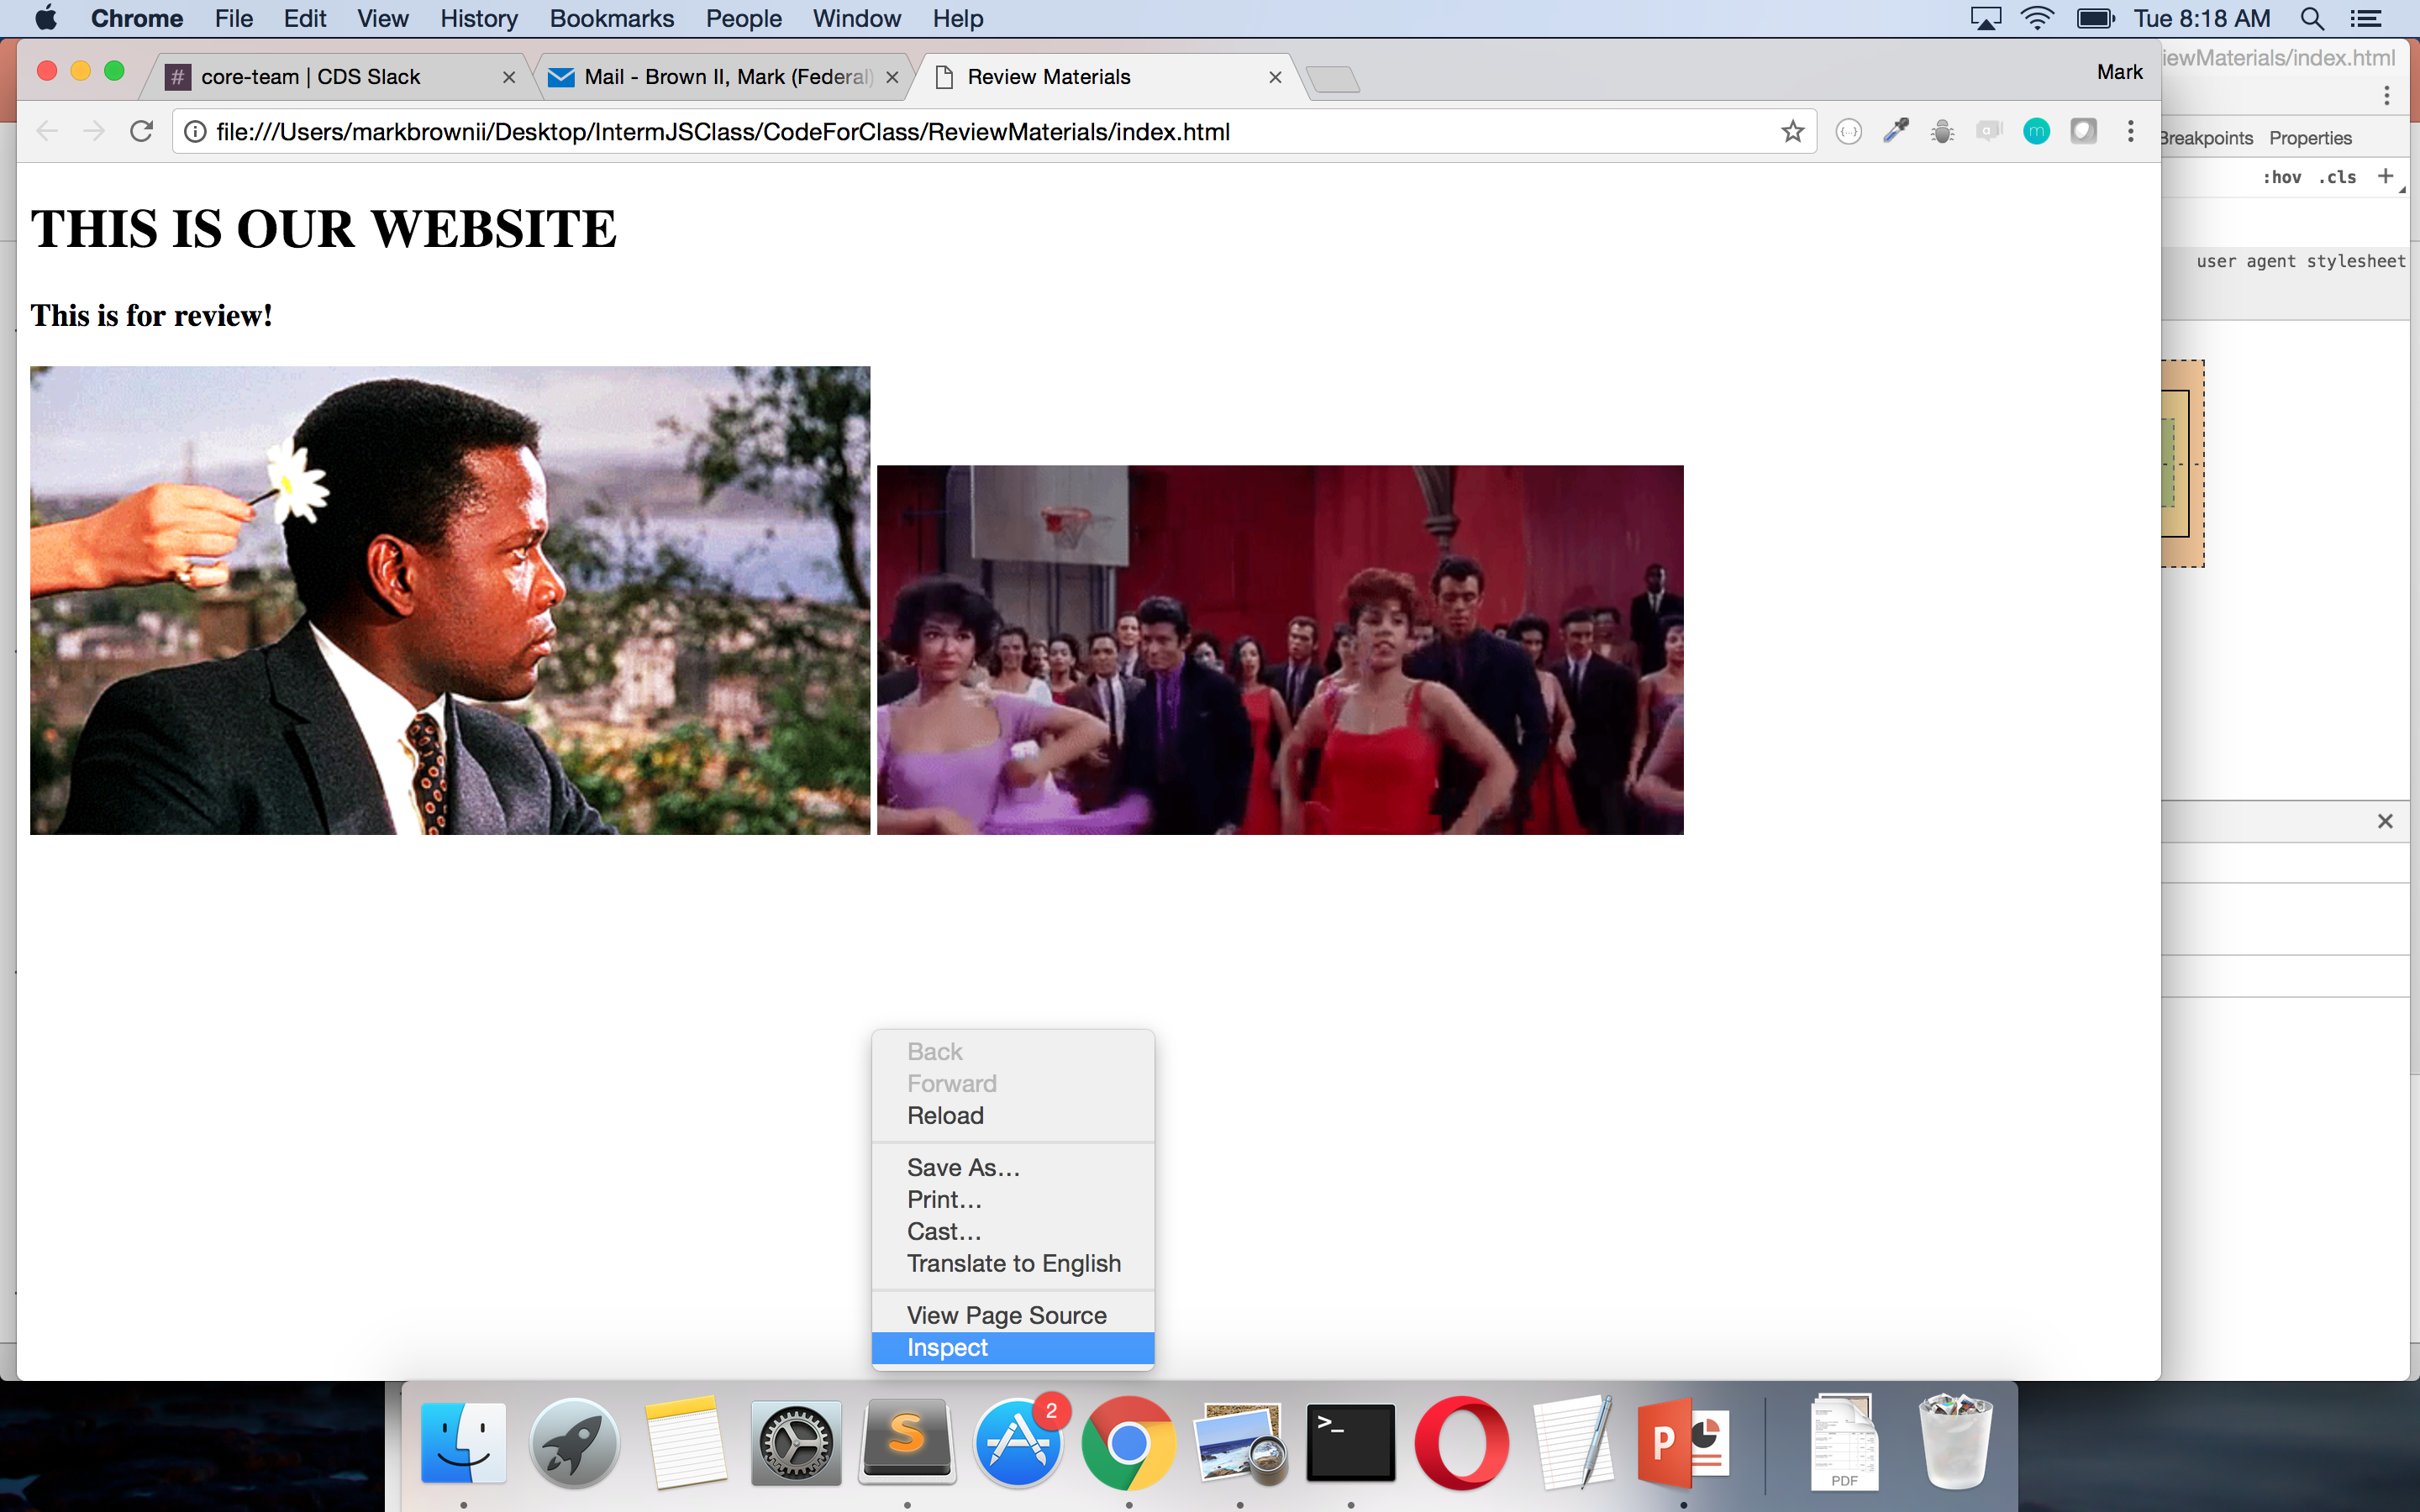 Chrome File Edit View History Bookmarks People Window Help Tue 8:18 AM
iewMaterials/index.html
# core-team | CDS Slack Mail - Brown II, Mark (Federal) Review Materials Mark
file:///Users/markbrownii/Desktop/IntermJSClass/CodeForClass/ReviewMaterials/index.html
{...} a m
Breakpoints Properties
:hov .cls +
THIS IS OUR WEBSITE
user agent stylesheet
This is for review!
Back
Forward
Reload
Save As...
Print...
Cast...
Translate to English
View Page Source
Inspect
S 2 >_ P PDF